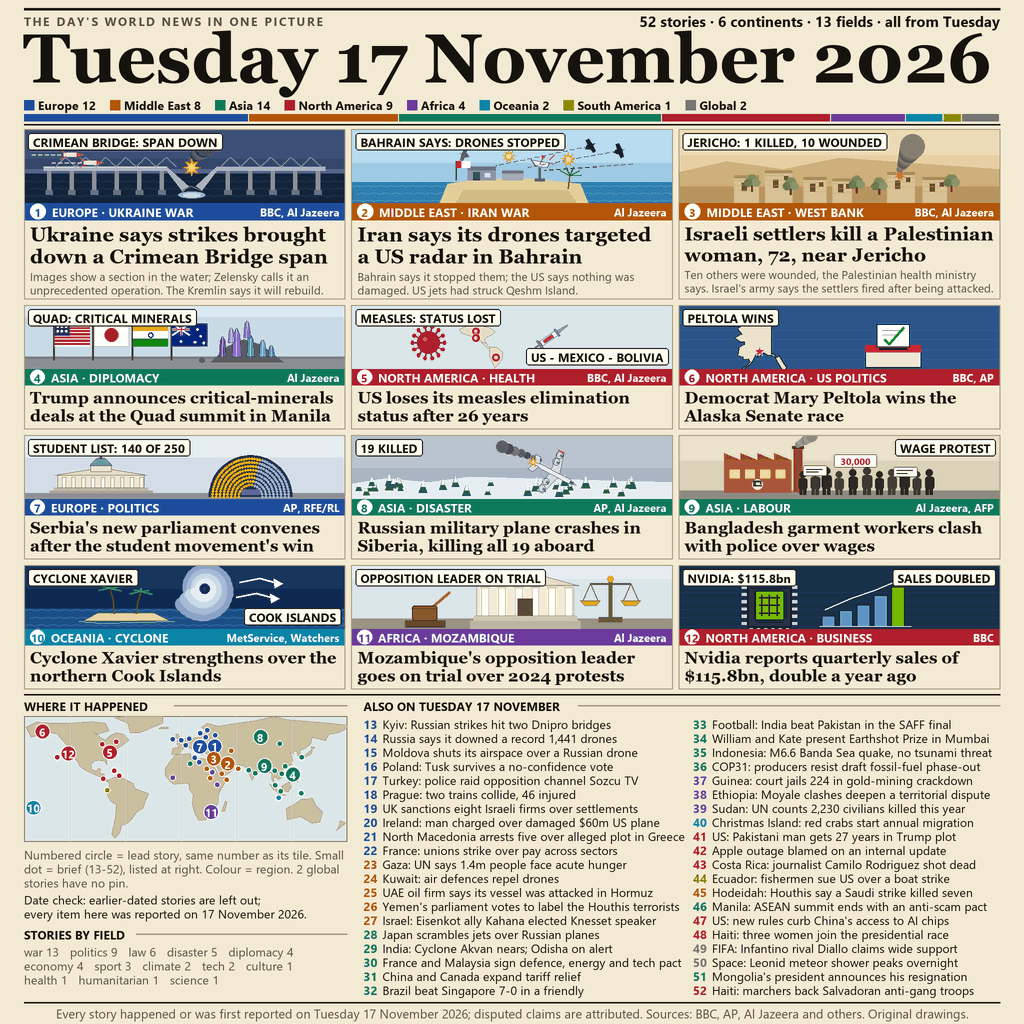 THE DAY'S WORLD NEWS IN ONE PICTURE
52 stories · 6 continents · 13 fields · all from Tuesday
Tuesday 17 November 2026
Europe 12 Middle East 8 Asia 14 North America 9 Africa 4 Oceania 2 South America 1 Global 2
CRIMEAN BRIDGE: SPAN DOWN
1 EUROPE · UKRAINE WAR BBC, Al Jazeera
Ukraine says strikes brought
down a Crimean Bridge span
Images show a section in the water; Zelensky calls it an
unprecedented operation. The Kremlin says it will rebuild.
BAHRAIN SAYS: DRONES STOPPED
2 MIDDLE EAST · IRAN WAR Al Jazeera
Iran says its drones targeted
a US radar in Bahrain
Bahrain says it stopped them; the US says nothing was
damaged. US jets had struck Qeshm Island.
JERICHO: 1 KILLED, 10 WOUNDED
3 MIDDLE EAST · WEST BANK BBC, Al Jazeera
Israeli settlers kill a Palestinian
woman, 72, near Jericho
Ten others were wounded, the Palestinian health ministry
says. Israel's army says the settlers fired after being attacked.
QUAD: CRITICAL MINERALS
4 ASIA · DIPLOMACY Al Jazeera
Trump announces critical-minerals
deals at the Quad summit in Manila
MEASLES: STATUS LOST
US - MEXICO - BOLIVIA
5 NORTH AMERICA · HEALTH BBC, Al Jazeera
US loses its measles elimination
status after 26 years
PELTOLA WINS
6 NORTH AMERICA · US POLITICS BBC, AP
Democrat Mary Peltola wins the
Alaska Senate race
STUDENT LIST: 140 OF 250
7 EUROPE · POLITICS AP, RFE/RL
Serbia's new parliament convenes
after the student movement's win
19 KILLED
8 ASIA · DISASTER AP, Al Jazeera
Russian military plane crashes in
Siberia, killing all 19 aboard
WAGE PROTEST
30,000
9 ASIA · LABOUR Al Jazeera, AFP
Bangladesh garment workers clash
with police over wages
CYCLONE XAVIER
COOK ISLANDS
10 OCEANIA · CYCLONE MetService, Watchers
Cyclone Xavier strengthens over the
northern Cook Islands
OPPOSITION LEADER ON TRIAL
11 AFRICA · MOZAMBIQUE Al Jazeera
Mozambique's opposition leader
goes on trial over 2024 protests
NVIDIA: $115.8bn
SALES DOUBLED
12 NORTH AMERICA · BUSINESS BBC
Nvidia reports quarterly sales of
$115.8bn, double a year ago
WHERE IT HAPPENED
6
12
5
8
7
1
3
2
9
4
10
11
Numbered circle = lead story, same number as its tile. Small
dot = brief (13-52), listed at right. Colour = region. 2 global
stories have no pin.
Date check: earlier-dated stories are left out;
every item here was reported on 17 November 2026.
STORIES BY FIELD
war 13 politics 9 law 6 disaster 5 diplomacy 4
economy 4 sport 3 climate 2 tech 2 culture 1
health 1 humanitarian 1 science 1
ALSO ON TUESDAY 17 NOVEMBER
13 Kyiv: Russian strikes hit two Dnipro bridges
14 Russia says it downed a record 1,441 drones
15 Moldova shuts its airspace over a Russian drone
16 Poland: Tusk survives a no-confidence vote
17 Turkey: police raid opposition channel Sozcu TV
18 Prague: two trains collide, 46 injured
19 UK sanctions eight Israeli firms over settlements
20 Ireland: man charged over damaged $60m US plane
21 North Macedonia arrests five over alleged plot in Greece
22 France: unions strike over pay across sectors
23 Gaza: UN says 1.4m people face acute hunger
24 Kuwait: air defences repel drones
25 UAE oil firm says its vessel was attacked in Hormuz
26 Yemen's parliament votes to label the Houthis terrorists
27 Israel: Eisenkot ally Kahana elected Knesset speaker
28 Japan scrambles jets over Russian planes
29 India: Cyclone Akvan nears; Odisha on alert
30 France and Malaysia sign defence, energy and tech pact
31 China and Canada expand tariff relief
32 Brazil beat Singapore 7-0 in a friendly
33 Football: India beat Pakistan in the SAFF final
34 William and Kate present Earthshot Prize in Mumbai
35 Indonesia: M6.6 Banda Sea quake, no tsunami threat
36 COP31: producers resist draft fossil-fuel phase-out
37 Guinea: court jails 224 in gold-mining crackdown
38 Ethiopia: Moyale clashes deepen a territorial dispute
39 Sudan: UN counts 2,230 civilians killed this year
40 Christmas Island: red crabs start annual migration
41 US: Pakistani man gets 27 years in Trump plot
42 Apple outage blamed on an internal update
43 Costa Rica: journalist Camilo Rodriguez shot dead
44 Ecuador: fishermen sue US over a boat strike
45 Hodeidah: Houthis say a Saudi strike killed seven
46 Manila: ASEAN summit ends with an anti-scam pact
47 US: new rules curb China's access to AI chips
48 Haiti: three women join the presidential race
49 FIFA: Infantino rival Diallo claims wide support
50 Space: Leonid meteor shower peaks overnight
51 Mongolia's president announces his resignation
52 Haiti: marchers back Salvadoran anti-gang troops
Every story happened or was first reported on Tuesday 17 November 2026; disputed claims are attributed. Sources: BBC, AP, Al Jazeera and others. Original drawings.